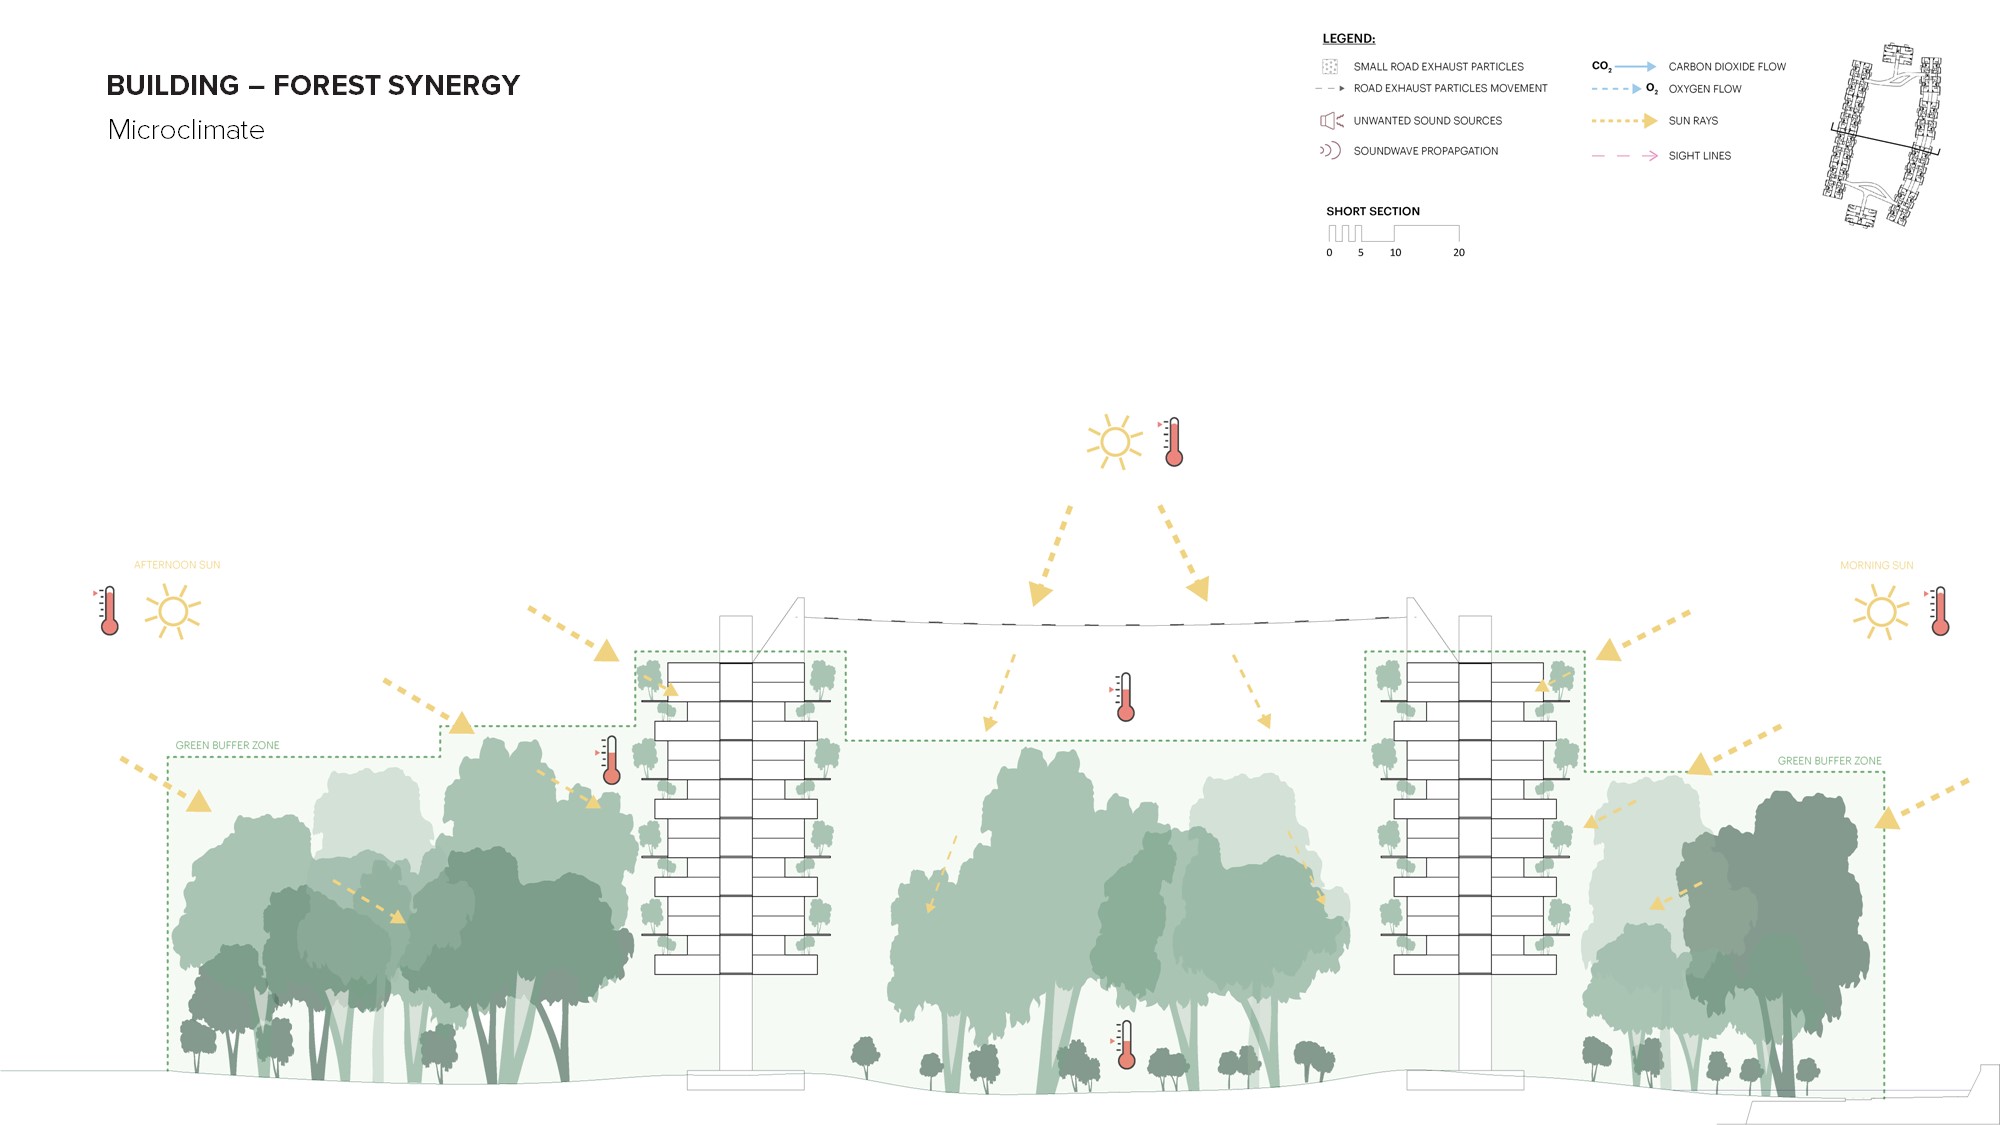 BUILDING – FOREST SYNERGY
Microclimate
LEGEND:
SMALL ROAD EXHAUST PARTICLES
ROAD EXHAUST PARTICLES MOVEMENT
UNWANTED SOUND SOURCES
SOUNDWAVE PROPAPGATION
CO₂ CARBON DIOXIDE FLOW
O₂ OXYGEN FLOW
SUN RAYS
SIGHT LINES
SHORT SECTION
0 5 10 20
AFTERNOON SUN
MORNING SUN
GREEN BUFFER ZONE
GREEN BUFFER ZONE